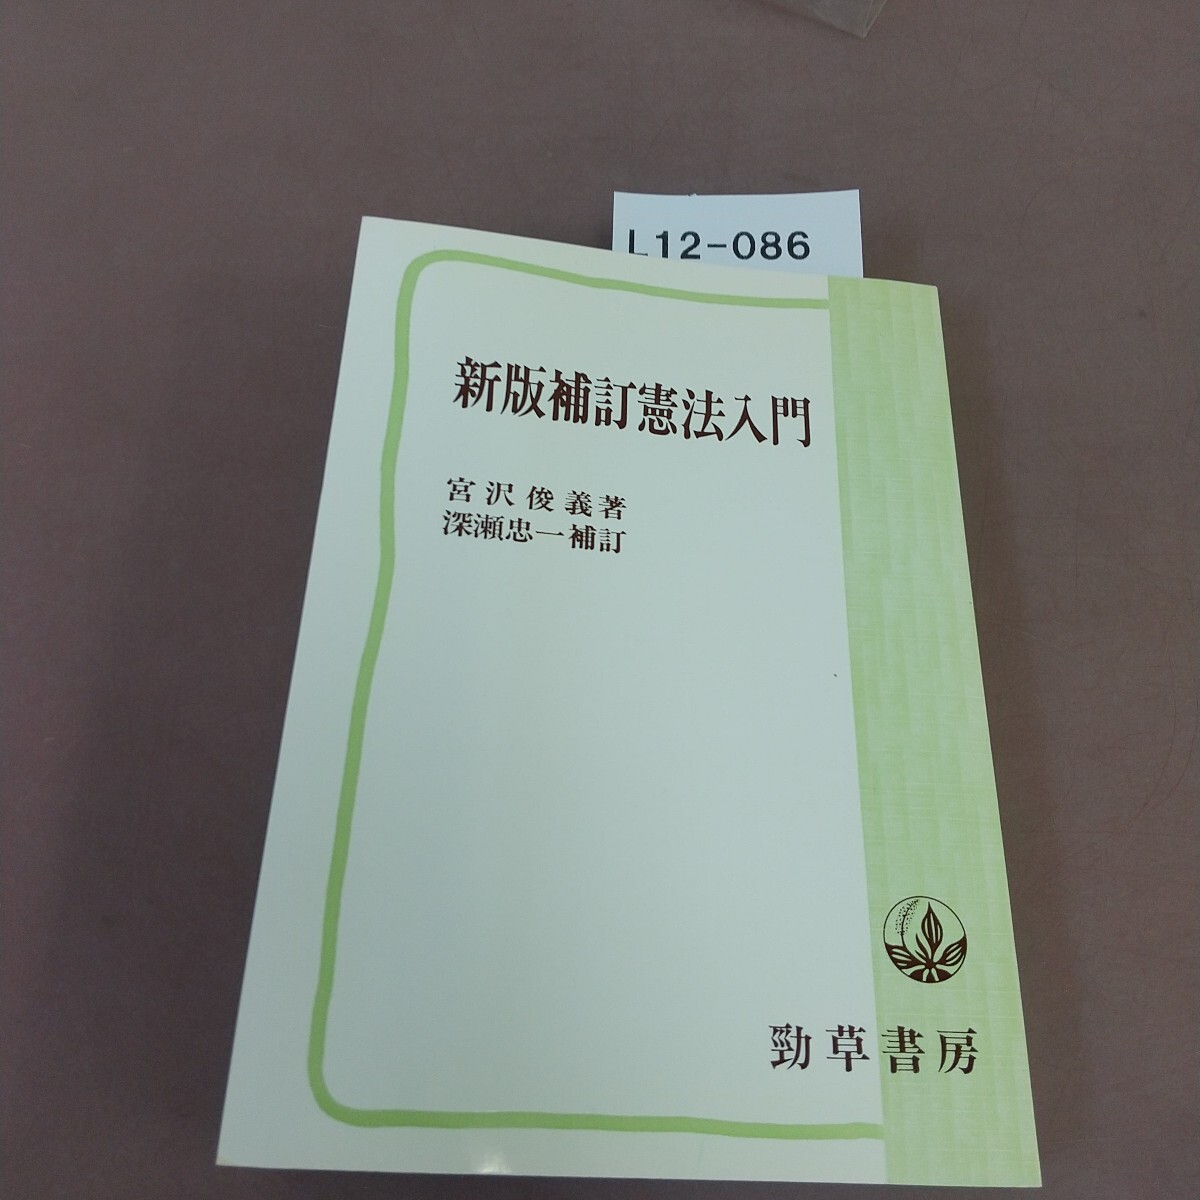 L12-086
新版補訂憲法入門
宮沢俊義著
深瀬忠一補訂
勁草書房